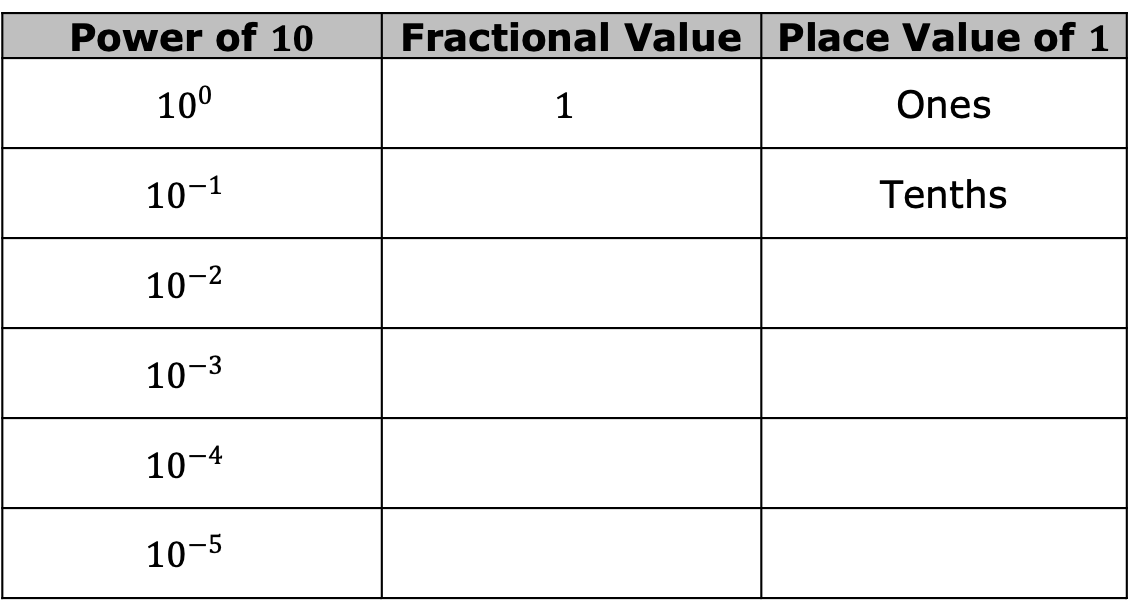 Power of 10 Fractional Value Place Value of 1
10⁰ 1 Ones
10⁻¹ Tenths
10⁻²
10⁻³
10⁻⁴
10⁻⁵